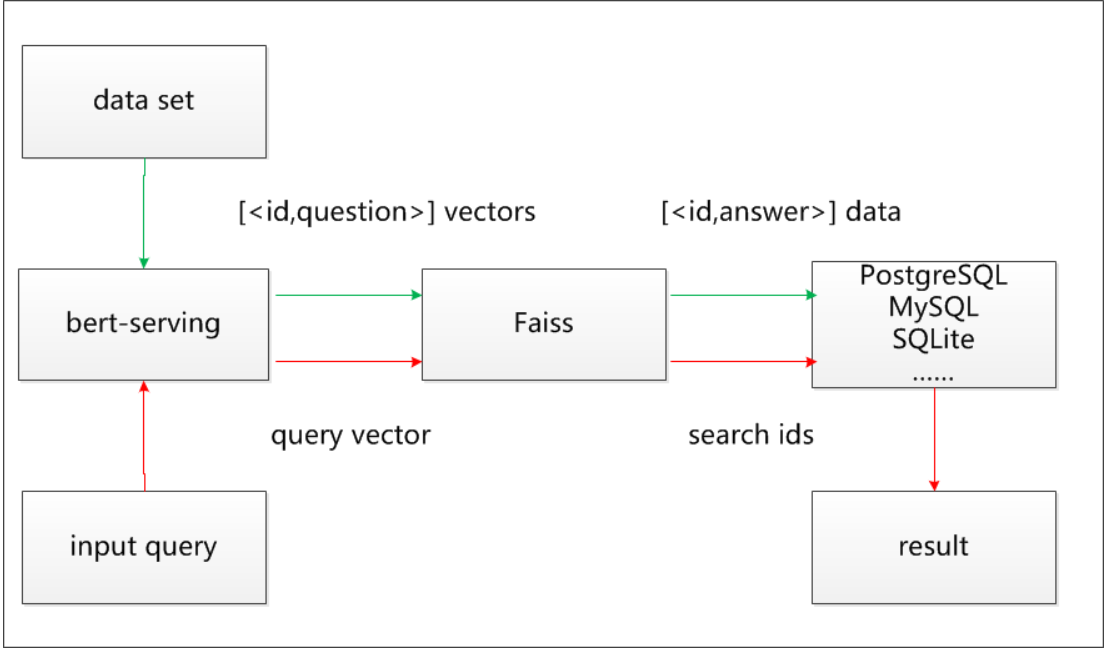 data set
[<id,question>] vectors
[<id,answer>] data
bert-serving
Faiss
PostgreSQL
MySQL
SQLite
......
query vector
search ids
input query
result